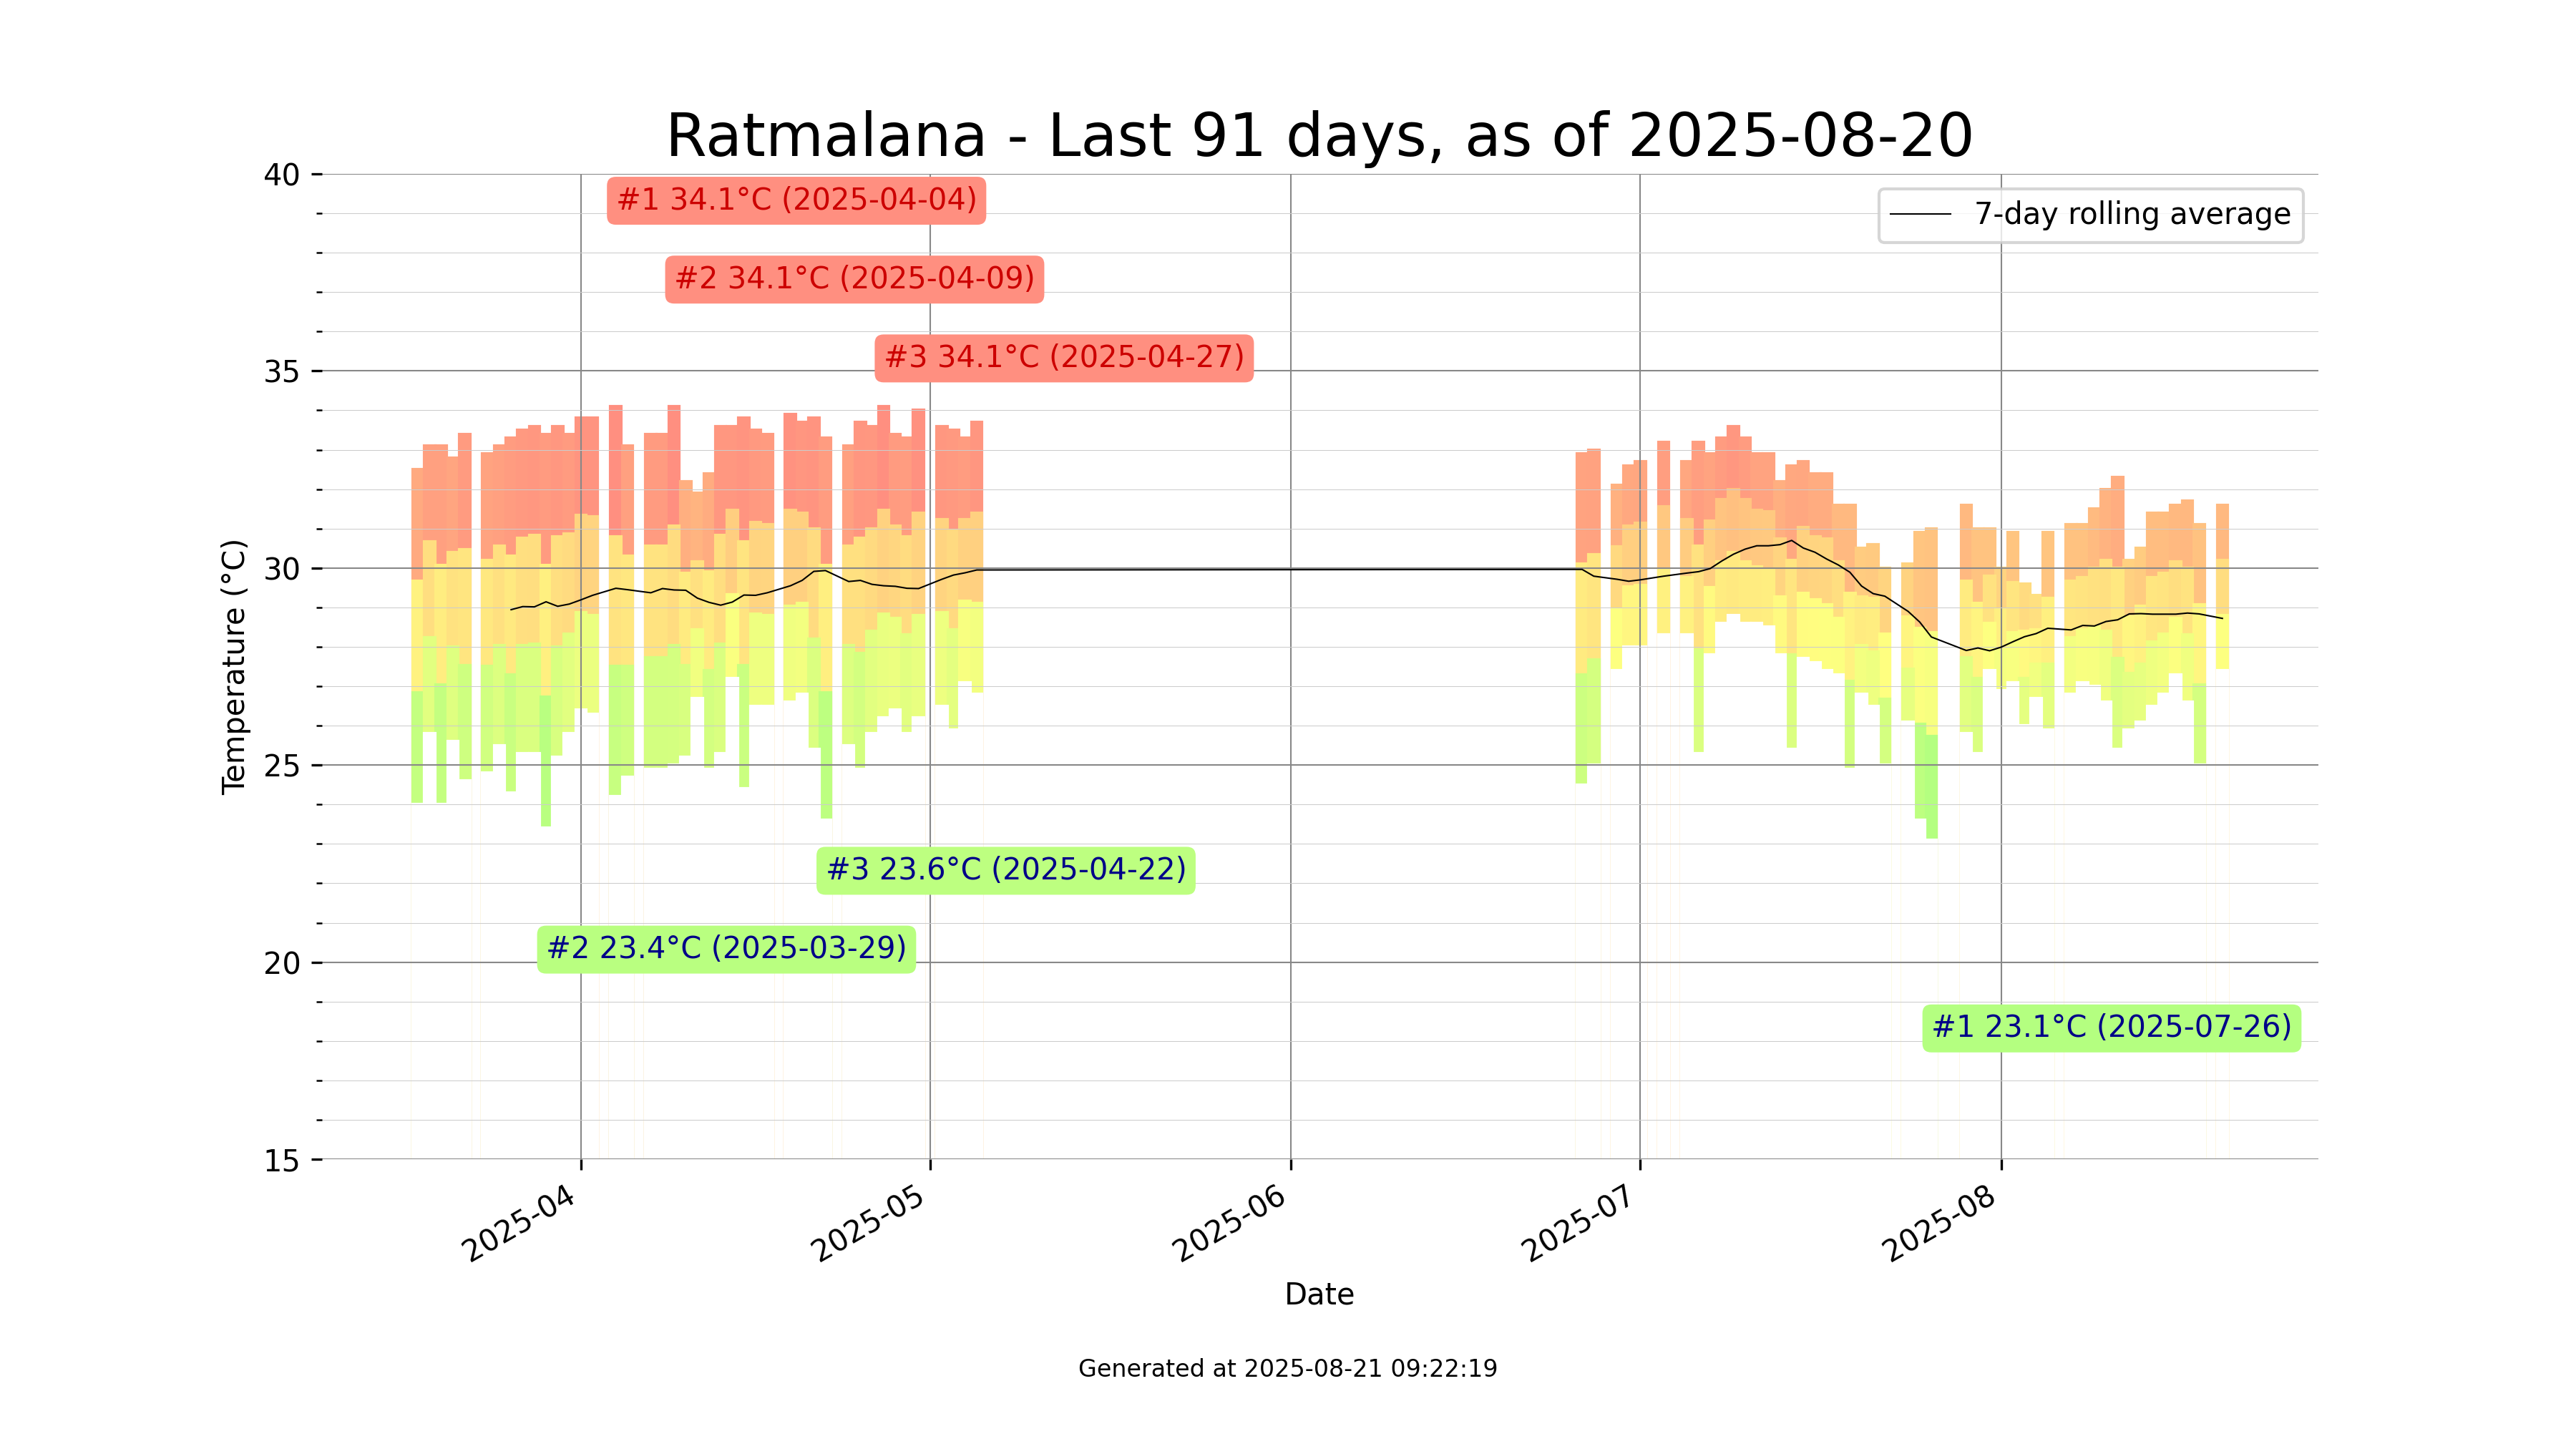 Ratmalana - Last 91 days, as of 2025-08-20
40
#1 34.1°C (2025-04-04)
7-day rolling average
#2 34.1°C (2025-04-09)
#3 34.1°C (2025-04-27)
35
30
Temperature (°C)
25
#3 23.6°C (2025-04-22)
#2 23.4°C (2025-03-29)
20
#1 23.1°C (2025-07-26)
15
2025-04
2025-05
2025-06
2025-07
2025-08
Date
Generated at 2025-08-21 09:22:19